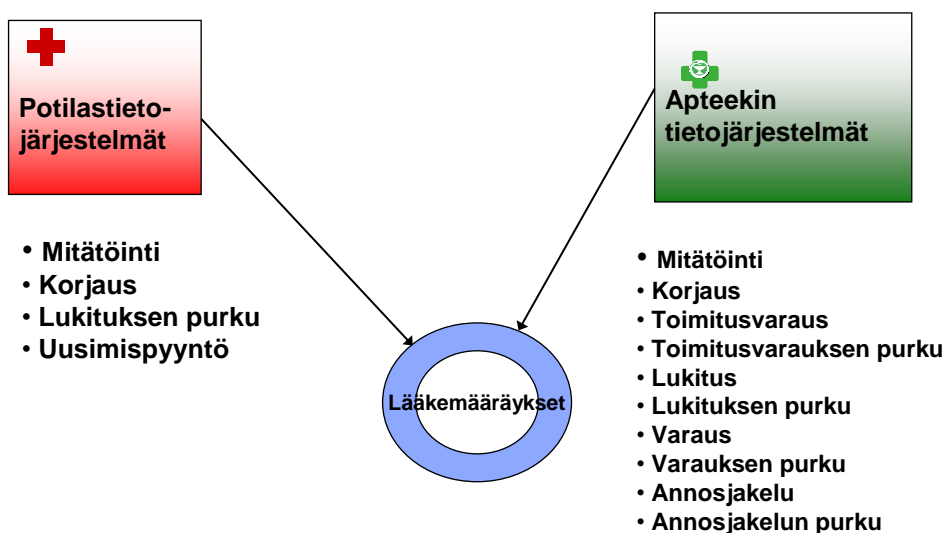 Potilastieto-
järjestelmät
• Mitätöinti
• Korjaus
• Lukituksen purku
• Uusimispyyntö
Apteekin
tietojärjestelmät
• Mitätöinti
• Korjaus
• Toimitusvaraus
• Toimitusvarauksen purku
• Lukitus
• Lukituksen purku
• Varaus
• Varauksen purku
• Annosjakelu
• Annosjakelun purku
Lääkemääräykset